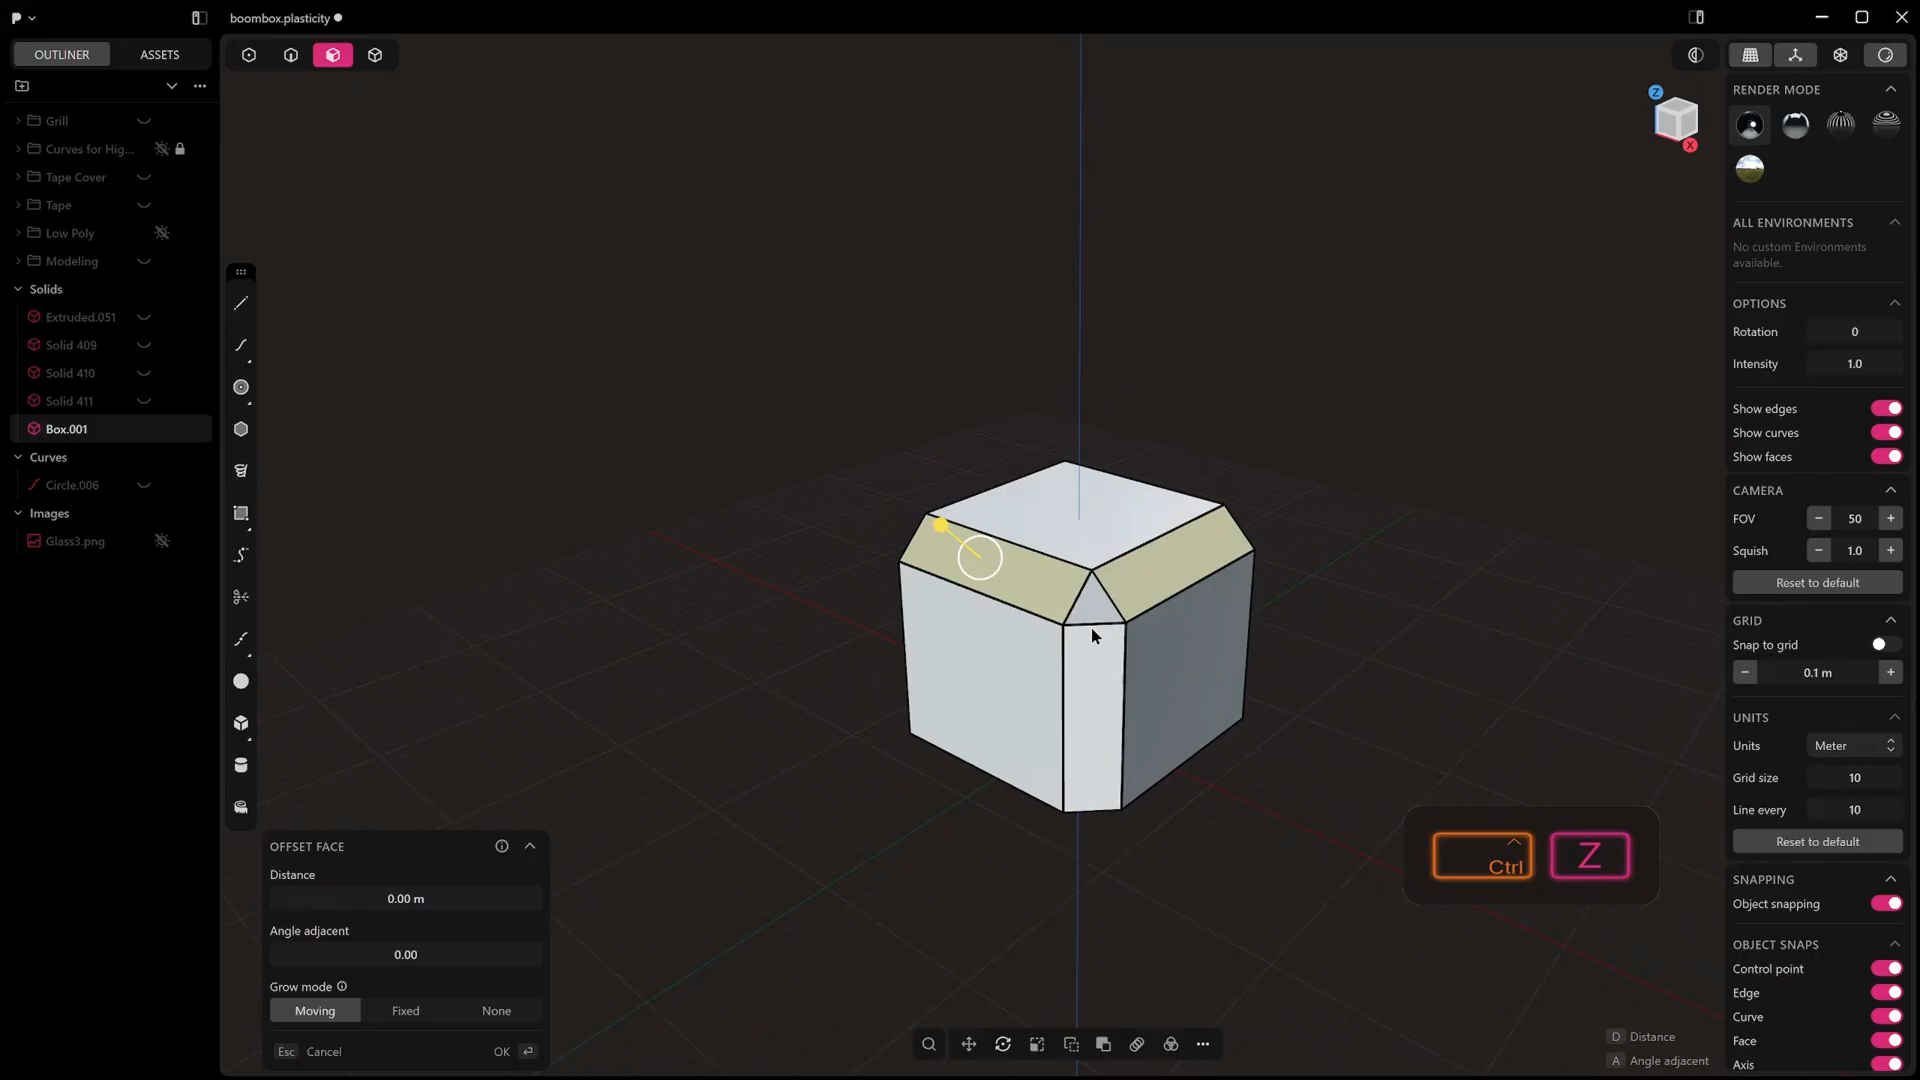 boombox.plasticity
OUTLINER
ASSETS
Grill
Curves for Hig...
Tape Cover
Tape
Low Poly
Modeling
Solids
Extruded.051
Solid 409
Solid 410
Solid 411
Box.001
Curves
Circle.006
Images
Glass3.png
Z
X
OFFSET FACE
Distance
0.00 m
Angle adjacent
0.00
Grow mode
Moving
Fixed
None
Esc
Cancel
OK
Ctrl
Z
D Distance
A Angle adjacent
RENDER MODE
ALL ENVIRONMENTS
No custom Environments
available.
OPTIONS
Rotation
0
Intensity
1.0
Show edges
Show curves
Show faces
CAMERA
FOV
50
Squish
1.0
Reset to default
GRID
Snap to grid
0.1 m
UNITS
Units
Meter
Grid size
10
Line every
10
Reset to default
SNAPPING
Object snapping
OBJECT SNAPS
Control point
Edge
Curve
Face
Axis